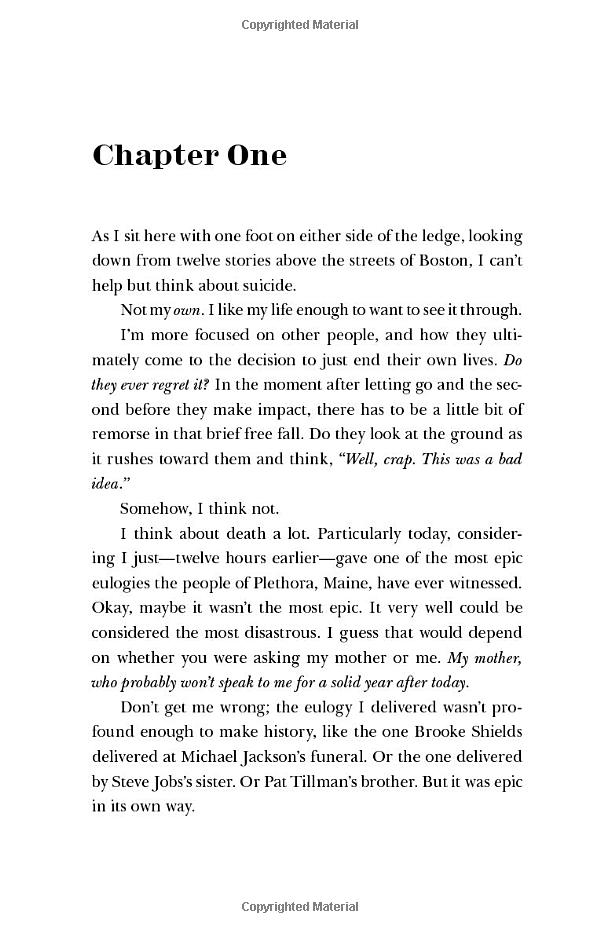 Copyrighted Material
Chapter One
As I sit here with one foot on either side of the ledge, looking
down from twelve stories above the streets of Boston, I can’t
help but think about suicide.
Not my own. I like my life enough to want to see it through.
I’m more focused on other people, and how they ulti-
mately come to the decision to just end their own lives. Do
they ever regret it? In the moment after letting go and the sec-
ond before they make impact, there has to be a little bit of
remorse in that brief free fall. Do they look at the ground as
it rushes toward them and think, “Well, crap. This was a bad
idea.”
Somehow, I think not.
I think about death a lot. Particularly today, consider-
ing I just—twelve hours earlier—gave one of the most epic
eulogies the people of Plethora, Maine, have ever witnessed.
Okay, maybe it wasn’t the most epic. It very well could be
considered the most disastrous. I guess that would depend
on whether you were asking my mother or me. My mother,
who probably won’t speak to me for a solid year after today.
Don’t get me wrong; the eulogy I delivered wasn’t pro-
found enough to make history, like the one Brooke Shields
delivered at Michael Jackson’s funeral. Or the one delivered
by Steve Jobs’s sister. Or Pat Tillman’s brother. But it was epic
in its own way.
Copyrighted Material